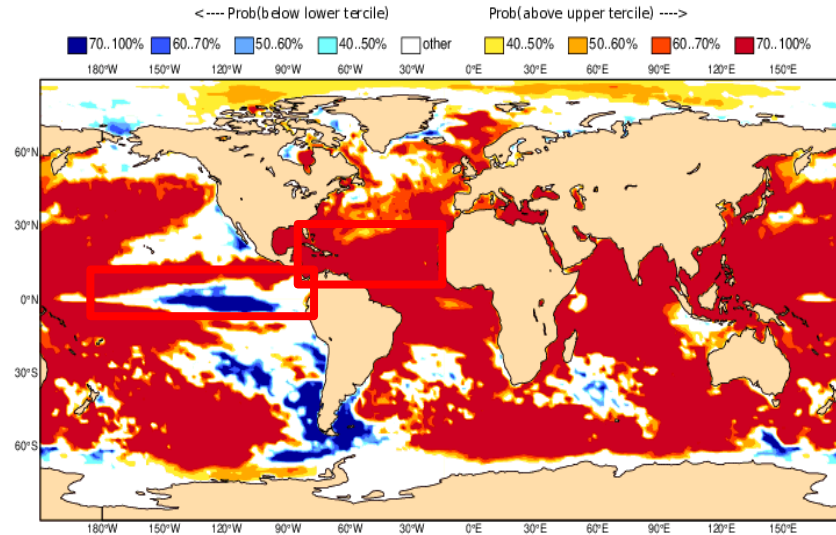 <---- Prob(below lower tercile) Prob(above upper tercile) ---->
70..100% 60..70% 50..60% 40..50% other 40..50% 50..60% 60..70% 70..100%
180°W 150°W 120°W 90°W 60°W 30°W 0°E 30°E 60°E 90°E 120°E 150°E
60°N
30°N
0°N
30°S
60°S
180°W 150°W 120°W 90°W 60°W 30°W 0°E 30°E 60°E 90°E 120°E 150°E